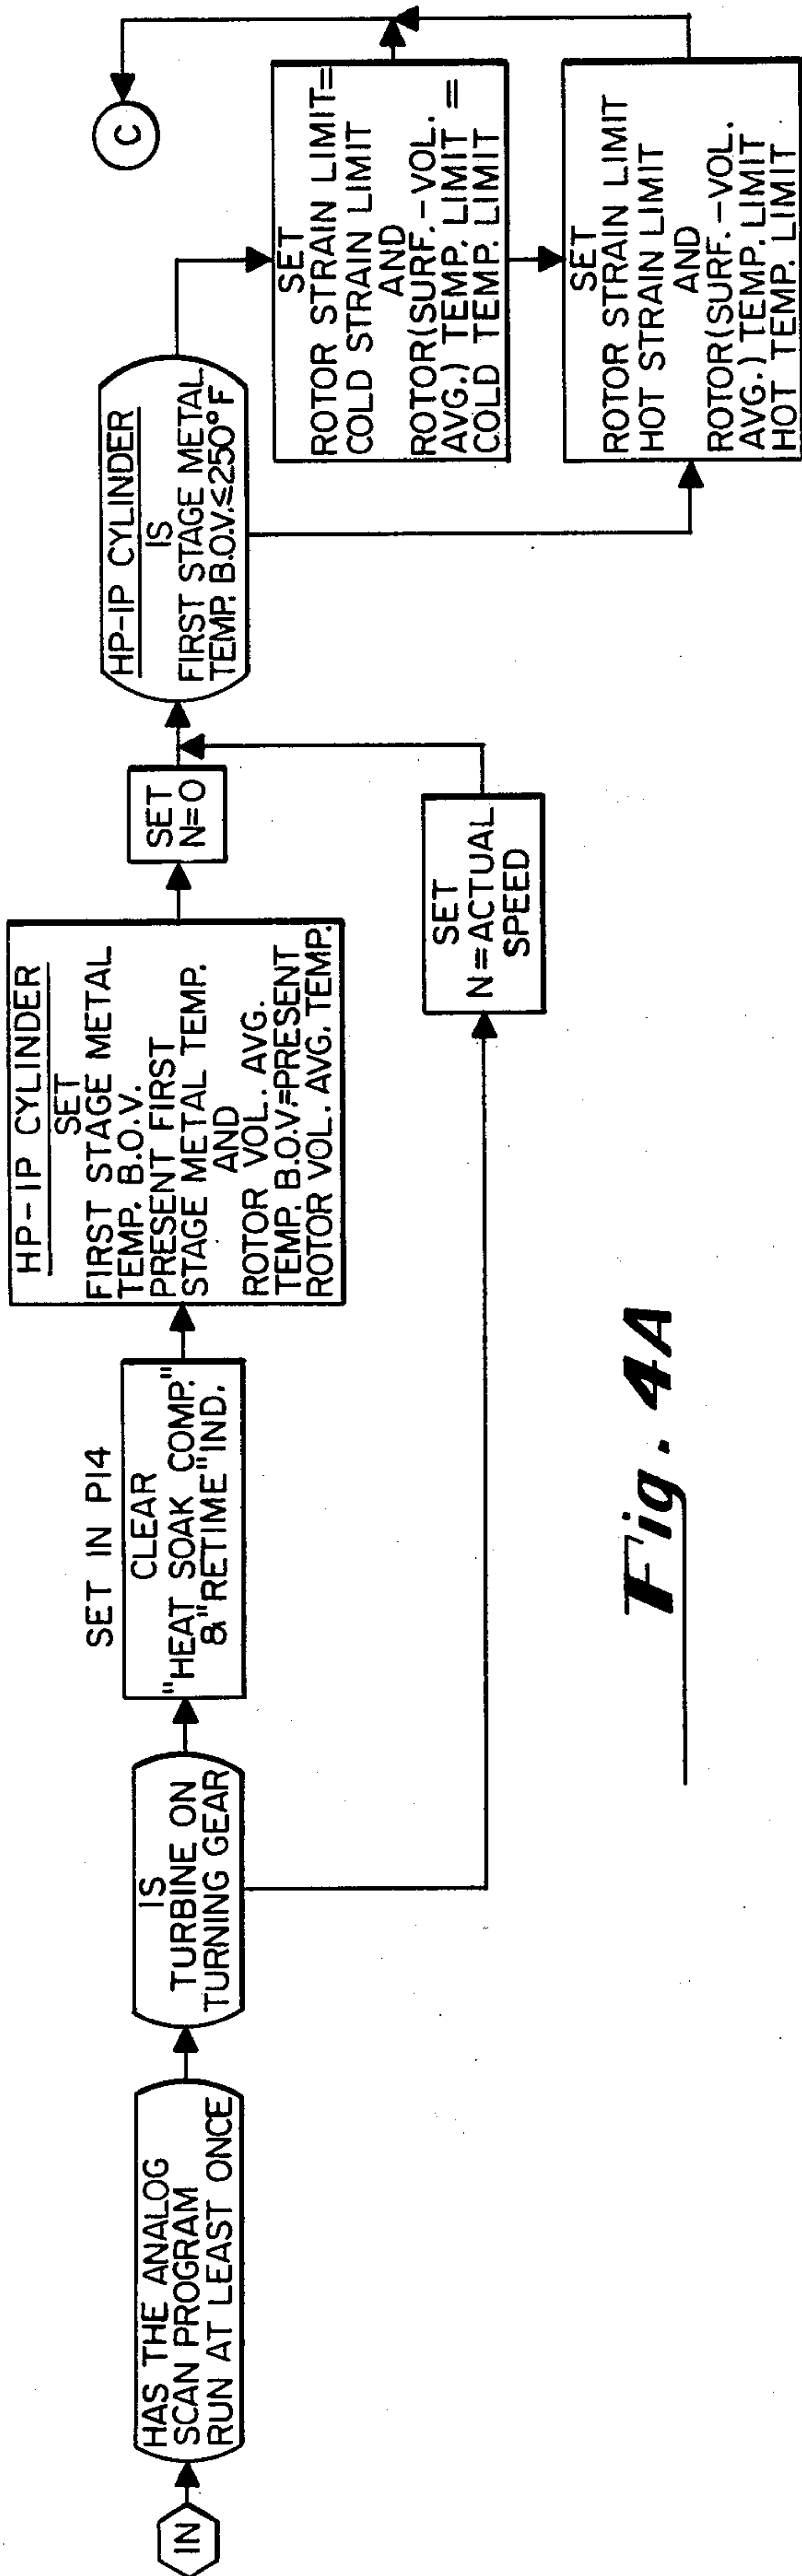 IN
HAS THE ANALOG
SCAN PROGRAM
RUN AT LEAST ONCE
IS
TURBINE ON
TURNING GEAR
SET IN P14
CLEAR
"HEAT SOAK COMP."
&"RETIME"IND.
HP-IP CYLINDER
SET
FIRST STAGE METAL
TEMP. B.O.V.
PRESENT FIRST
STAGE METAL TEMP.
AND
ROTOR VOL. AVG.
TEMP. B.O.V.=PRESENT
ROTOR VOL. AVG. TEMP.
SET
N=0
SET
N=ACTUAL
SPEED
HP-IP CYLINDER
IS
FIRST STAGE METAL
TEMP. B.O.V.≤250°F
SET
ROTOR STRAIN LIMIT=
COLD STRAIN LIMIT
AND
ROTOR(SURF.-VOL.
AVG.) TEMP. LIMIT =
COLD TEMP. LIMIT
SET
ROTOR STRAIN LIMIT
HOT STRAIN LIMIT
AND
ROTOR(SURF.-VOL.
AVG.) TEMP. LIMIT
HOT TEMP. LIMIT
C
Fig. 4A